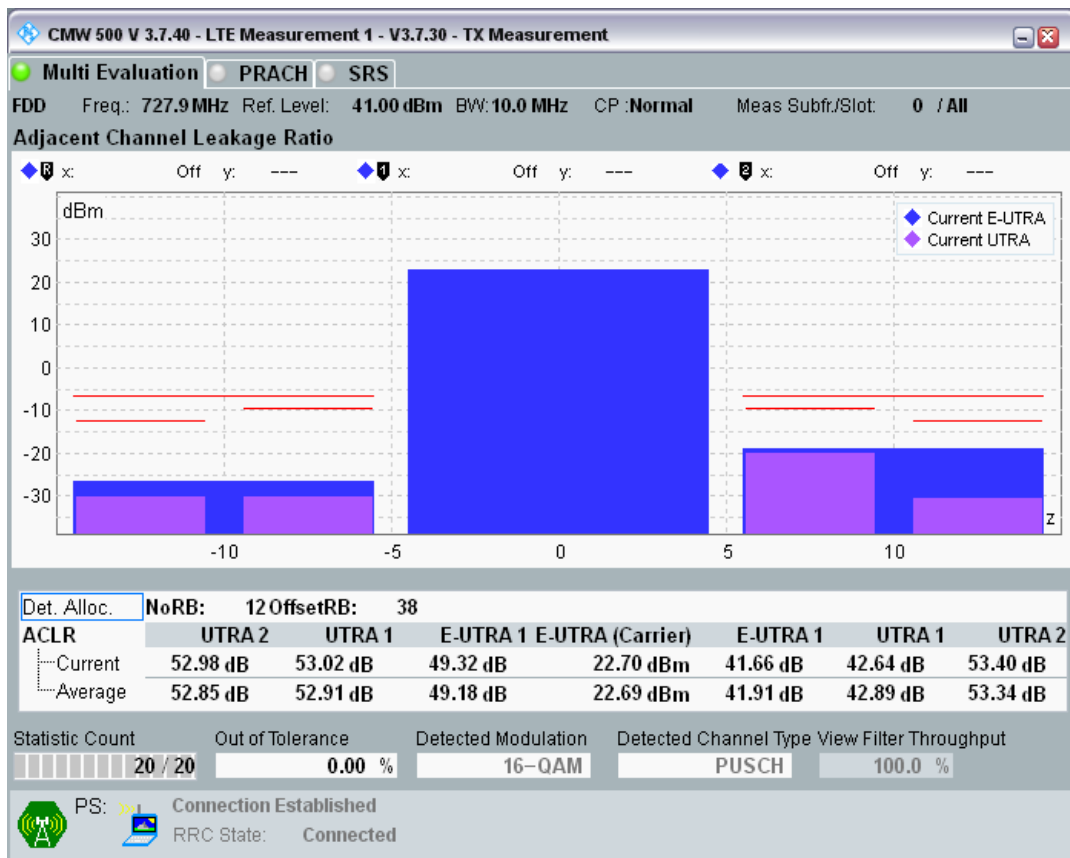 CMW 500 V 3.7.40 - LTE Measurement 1 - V3.7.30 - TX Measurement
Multi Evaluation PRACH SRS
FDD Freq.: 727.9 MHz Ref. Level: 41.00 dBm BW: 10.0 MHz CP :Normal Meas Subfr./Slot: 0 / All
Adjacent Channel Leakage Ratio
R x: Off y: --- 1 x: Off y: --- 2 x: Off y: ---
dBm
Current E-UTRA
Current UTRA
30
20
10
0
-10
-20
-30
z
-10 -5 0 5 10
Det. Alloc. NoRB: 12 OffsetRB: 38
ACLR UTRA 2 UTRA 1 E-UTRA 1 E-UTRA (Carrier) E-UTRA 1 UTRA 1 UTRA 2
Current 52.98 dB 53.02 dB 49.32 dB 22.70 dBm 41.66 dB 42.64 dB 53.40 dB
Average 52.85 dB 52.91 dB 49.18 dB 22.69 dBm 41.91 dB 42.89 dB 53.34 dB
Statistic Count Out of Tolerance Detected Modulation Detected Channel Type View Filter Throughput
20 / 20 0.00 % 16-QAM PUSCH 100.0 %
PS: Connection Established
RRC State: Connected